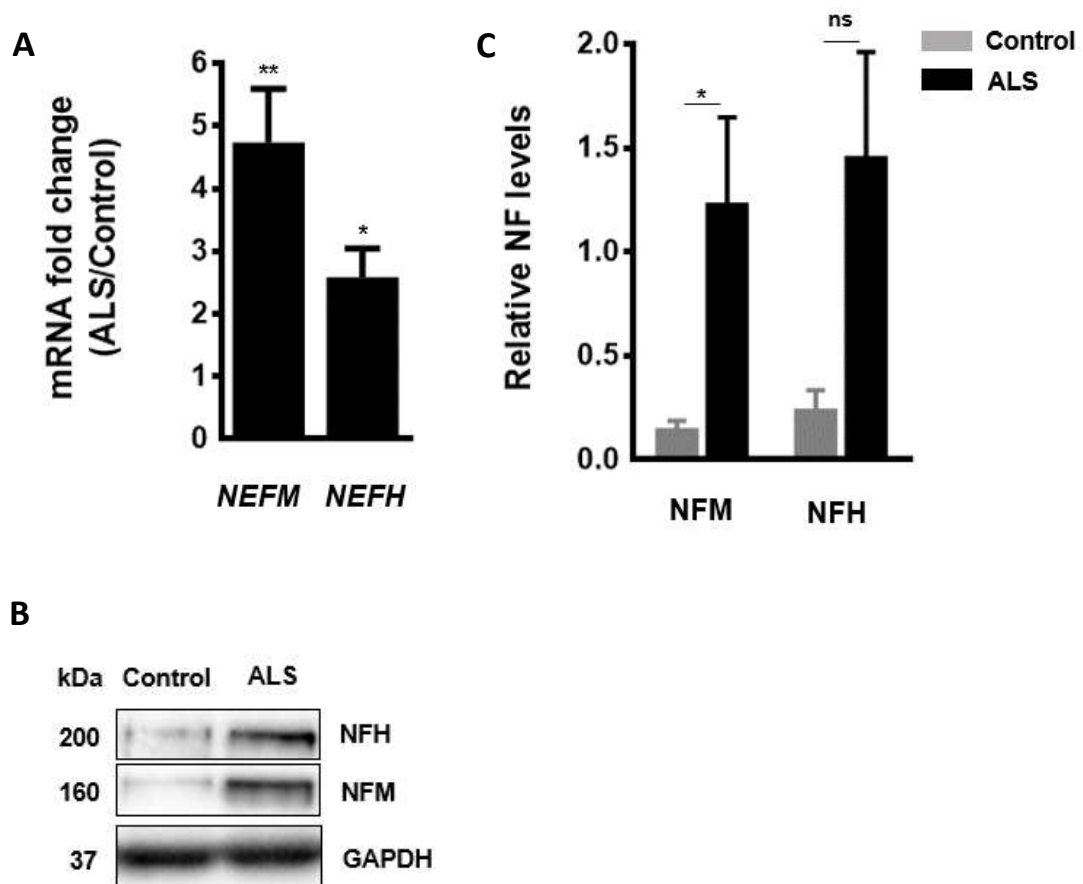 A
mRNA fold change
(ALS/Control)
6
5
4
3
2
1
0
**
*
NEFM NEFH
C
Relative NF levels
2.0
1.5
1.0
0.5
0.0
*
ns
NFM NFH
Control
ALS
B
kDa Control ALS
200 NFH
160 NFM
37 GAPDH